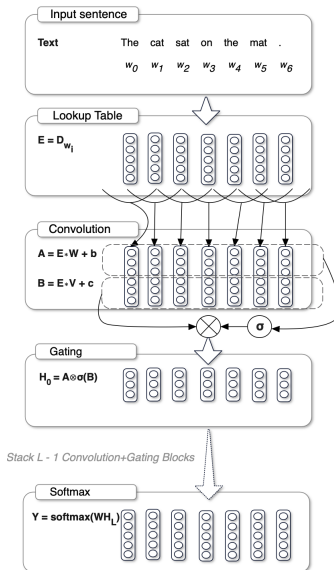 Input sentence
Text The cat sat on the mat .
w0 w1 w2 w3 w4 w5 w6
Lookup Table
E = Dwi
Convolution
A = E*W + b
B = E*V + c
σ
Gating
H0 = A⊗σ(B)
Stack L - 1 Convolution+Gating Blocks
Softmax
Y = softmax(WHL)